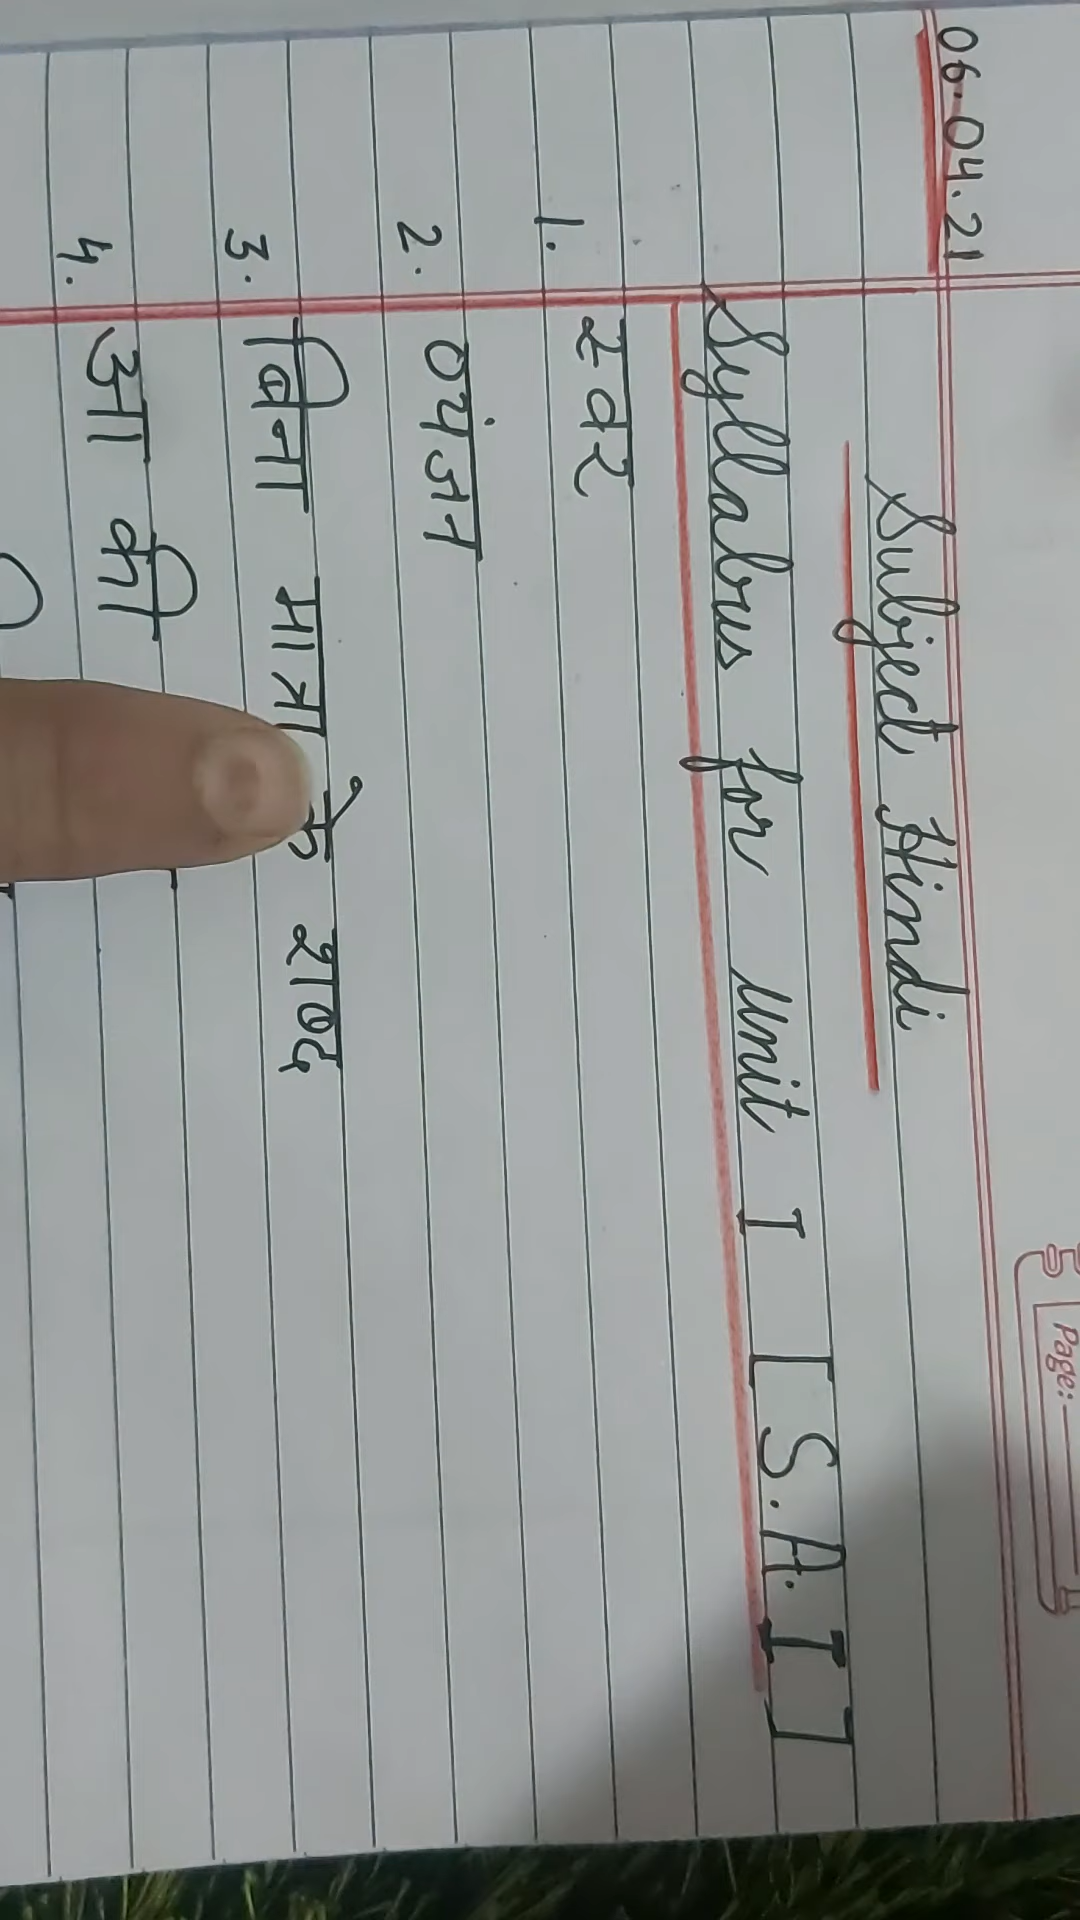 Page:
06.04.21
Subject Hindi
Syllabus for Unit I [S.A. I]
1. स्वर
2. व्यंजन
3. बिना मात्रा के शब्द
4. आ की